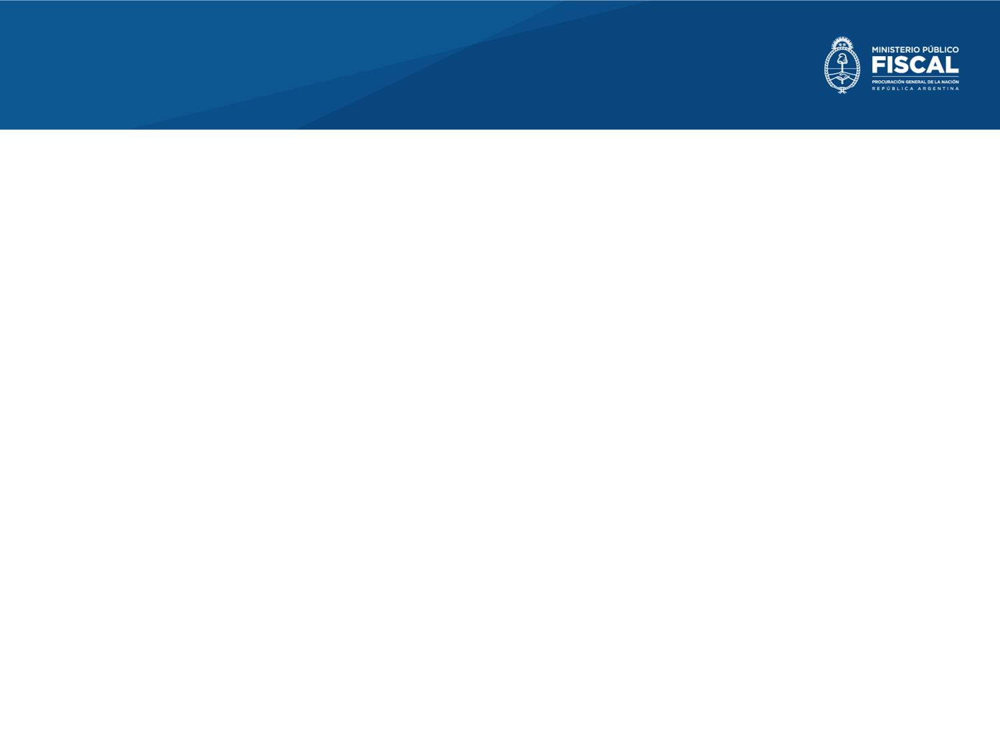 MINISTERIO PÚBLICO
FISCAL
PROCURACIÓN GENERAL DE LA NACIÓN
REPÚBLICA ARGENTINA